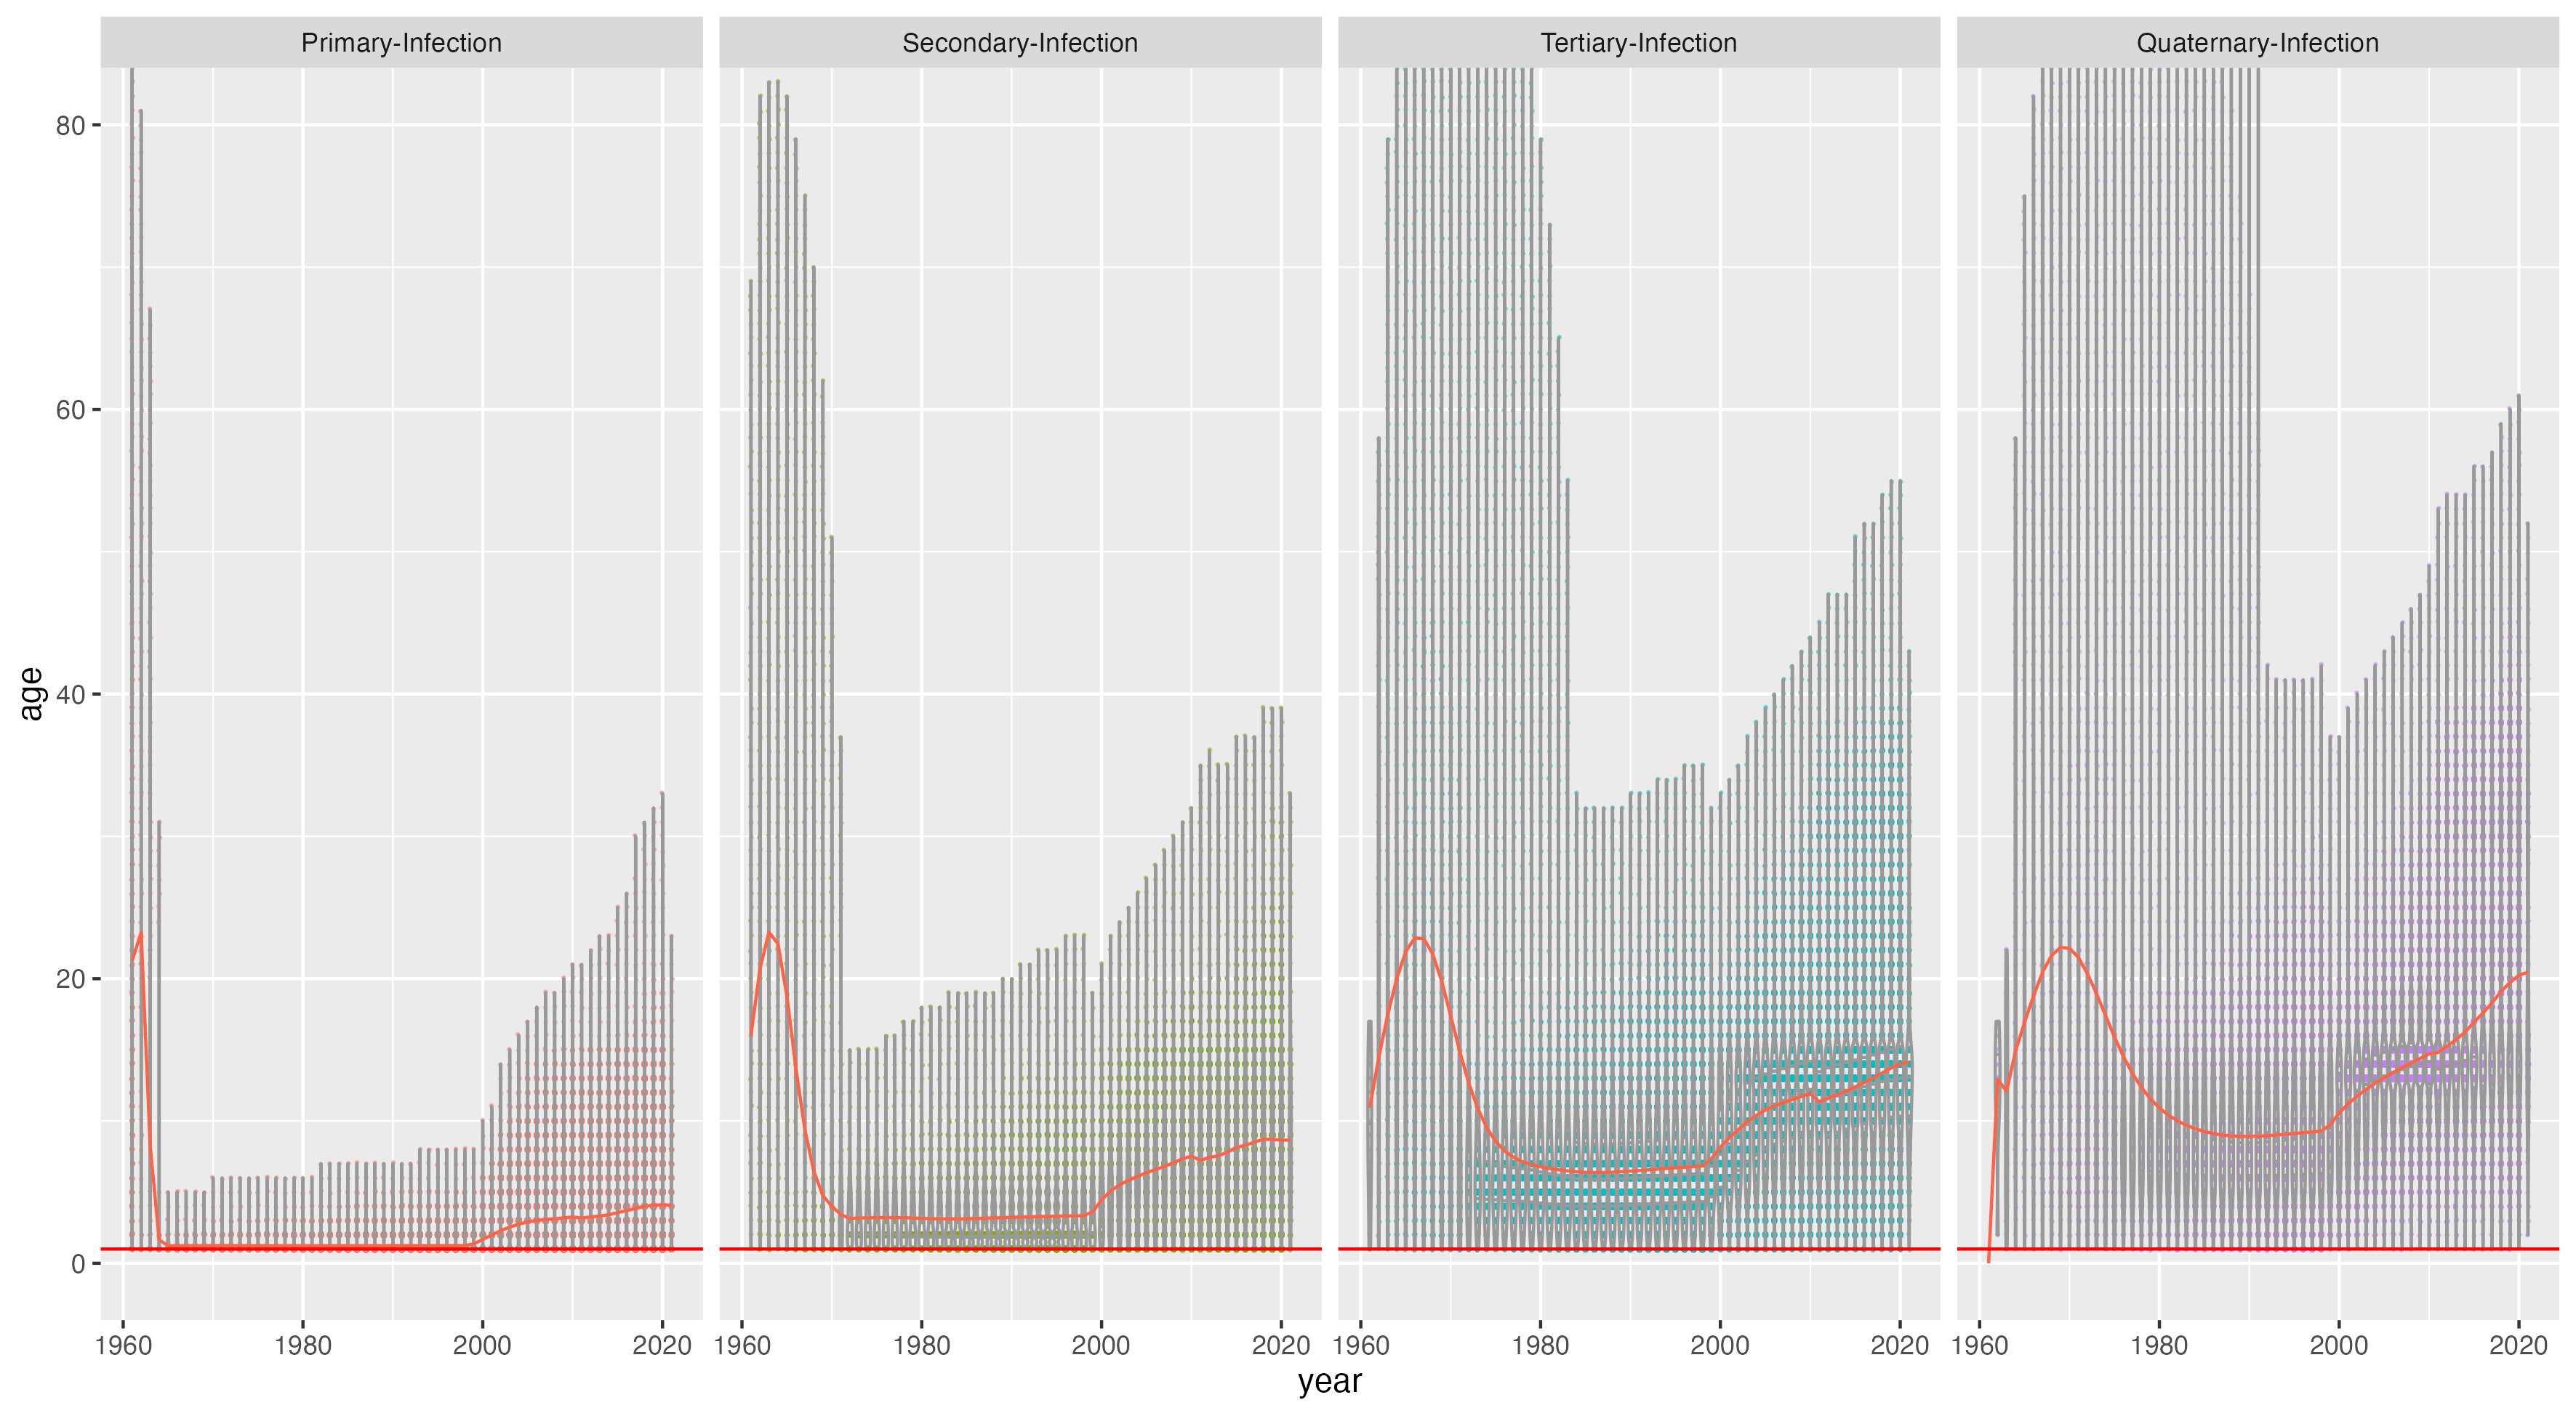 Primary-Infection
Secondary-Infection
Tertiary-Infection
Quaternary-Infection
80
60
40
20
0
age
1960 1980 2000 2020
1960 1980 2000 2020
1960 1980 2000 2020
1960 1980 2000 2020
year